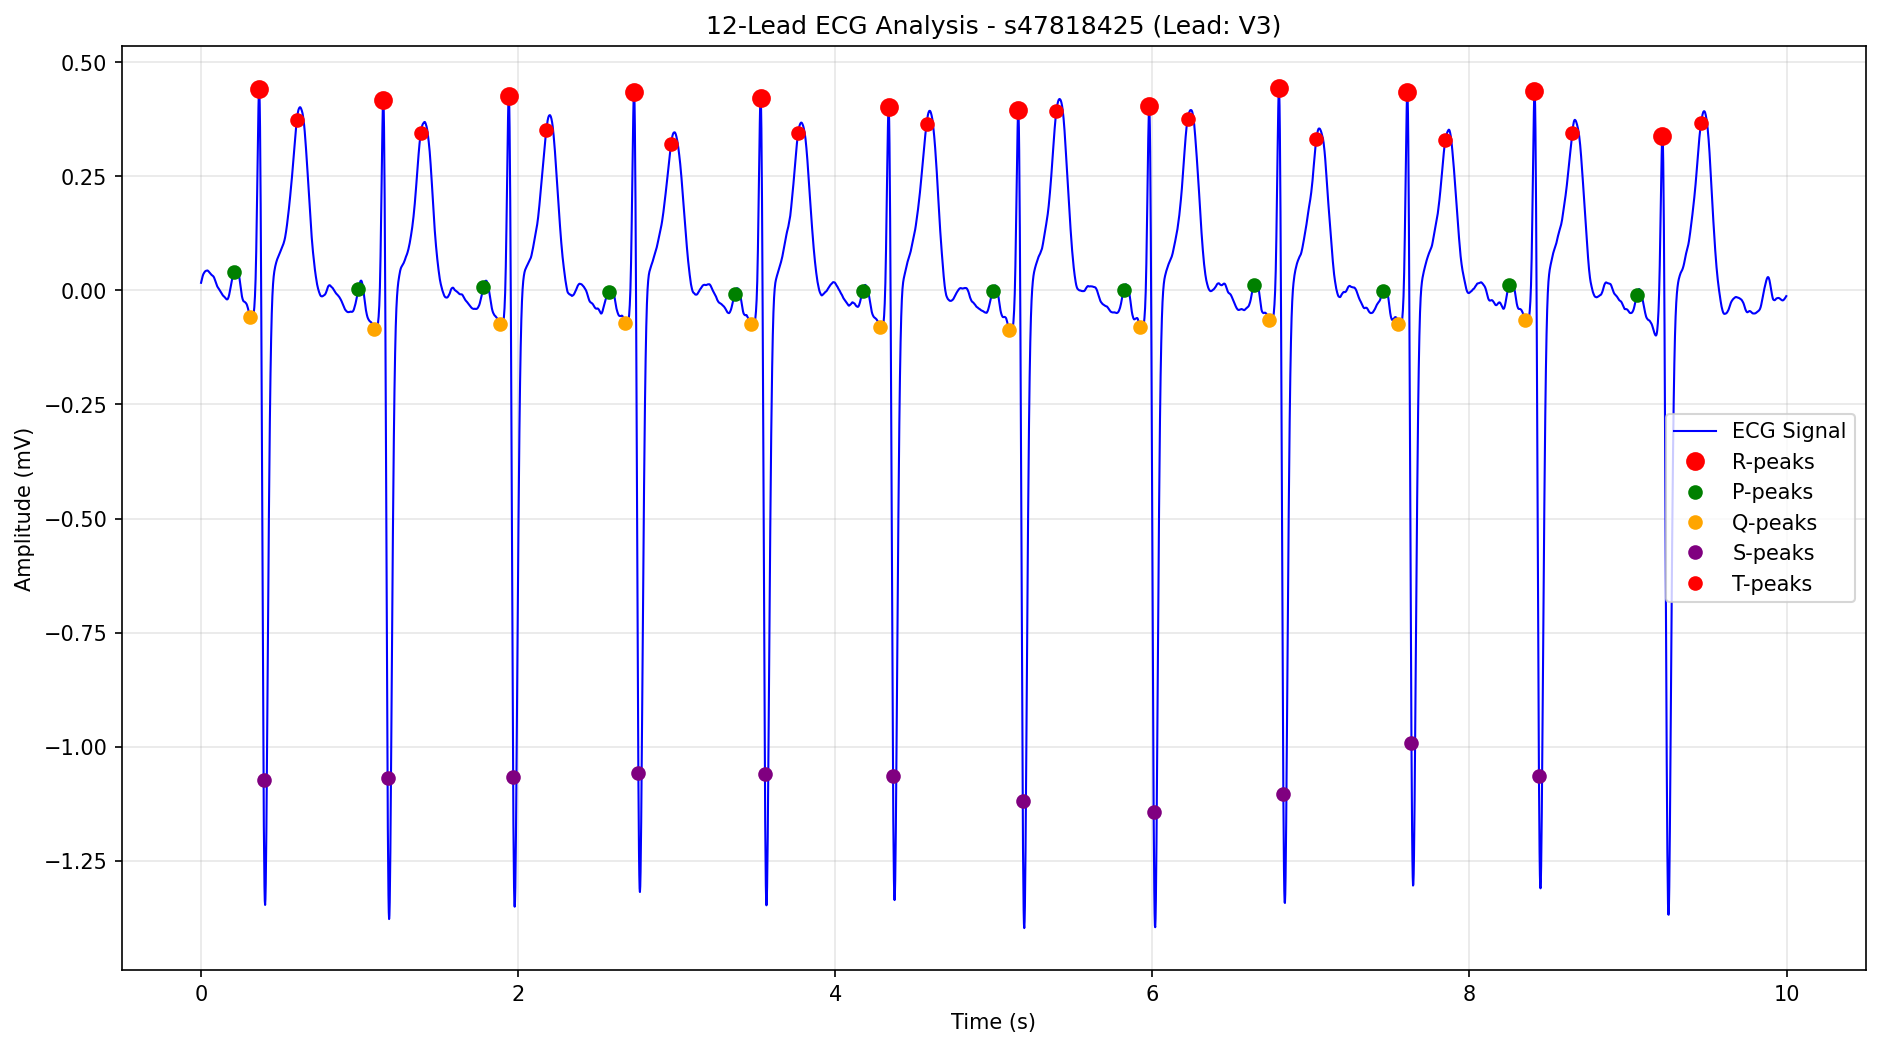 12-Lead ECG Analysis - s47818425 (Lead: V3)
Amplitude (mV)
0.50
0.25
0.00
−0.25
−0.50
−0.75
−1.00
−1.25
ECG Signal
R-peaks
P-peaks
Q-peaks
S-peaks
T-peaks
0 2 4 6 8 10
Time (s)